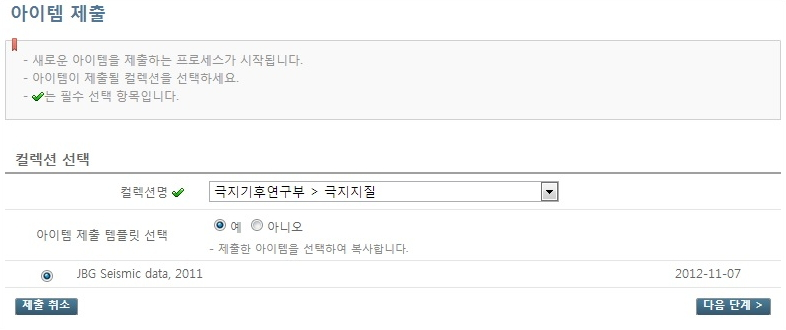 아이템 제출
- 새로운 아이템을 제출하는 프로세스가 시작됩니다.
- 아이템이 제출될 컬렉션을 선택하세요.
- 는 필수 선택 항목입니다.
컬렉션 선택
컬렉션명 극지기후연구부 > 극지지질
아이템 제출 템플릿 선택 예 아니오
- 제출한 아이템을 선택하여 복사합니다.
JBG Seismic data, 2011 2012-11-07
제출 취소 다음 단계 >